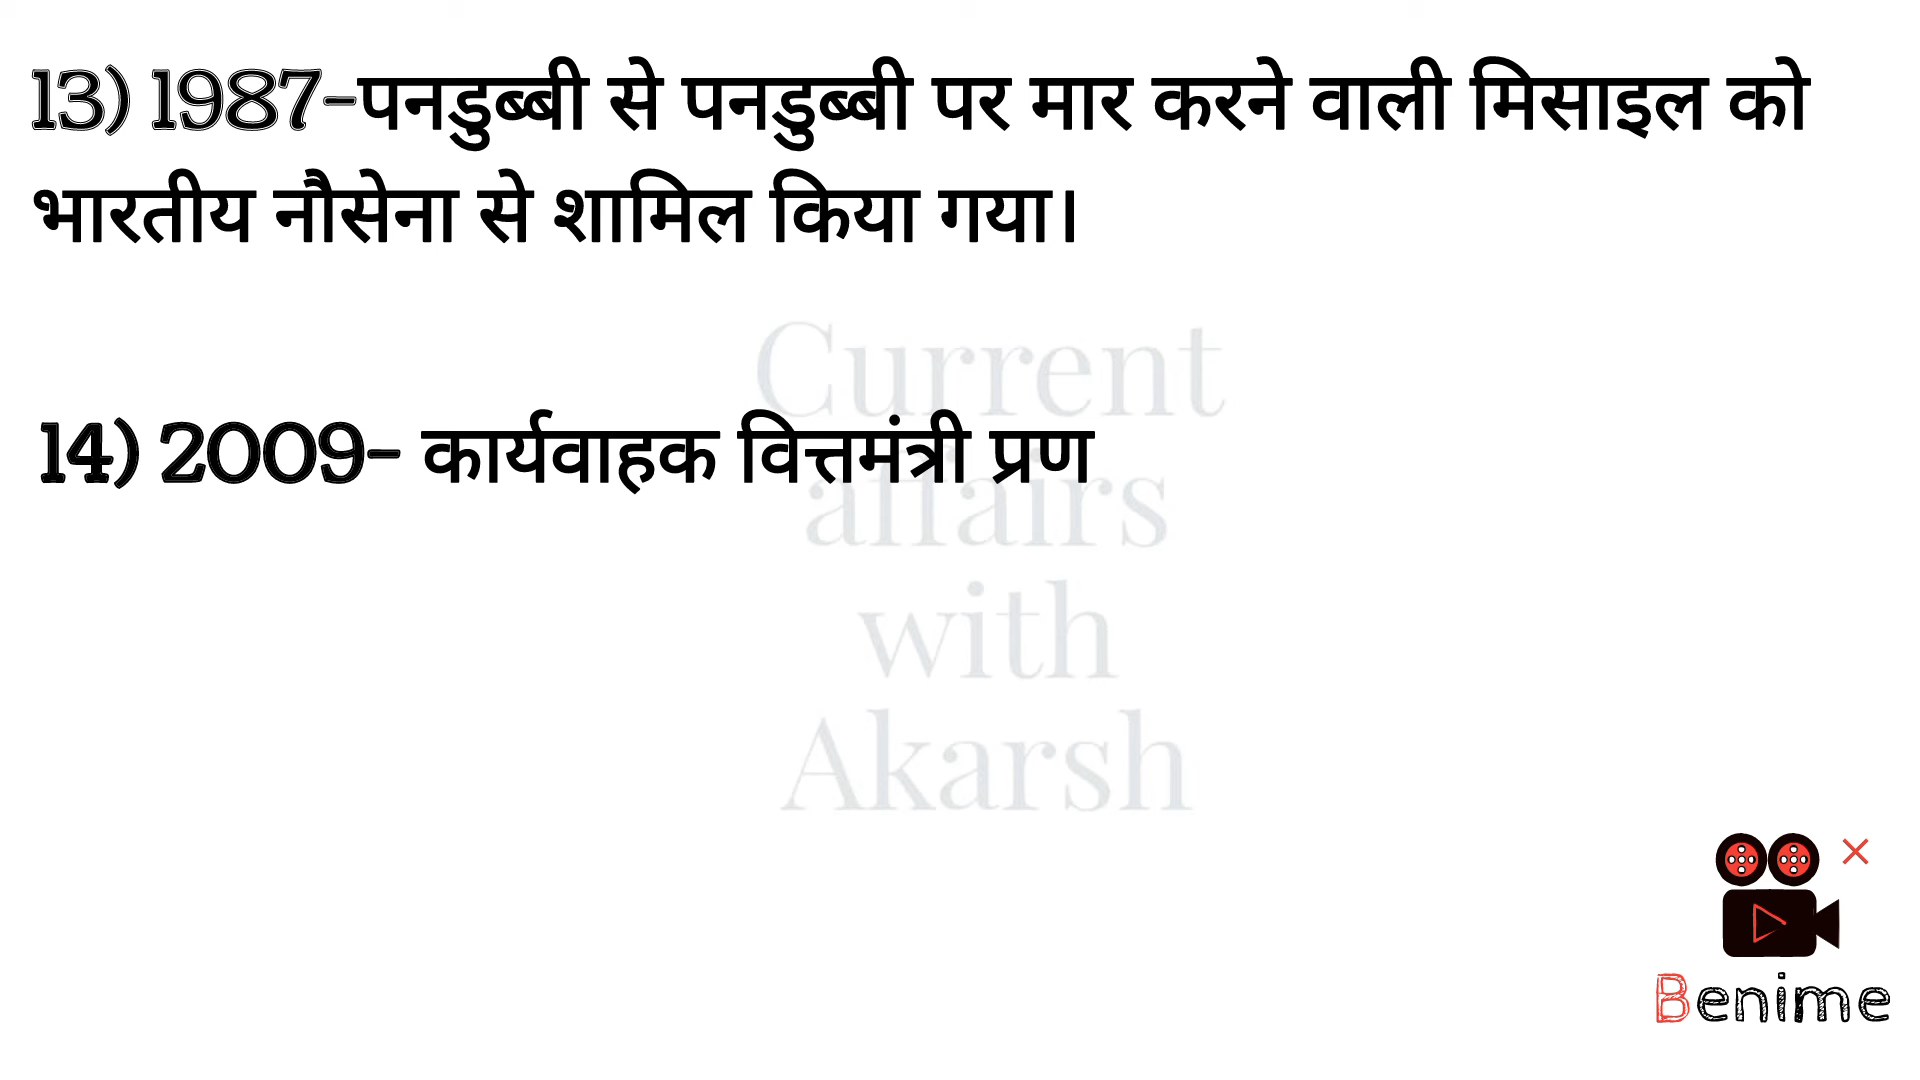 13) 1987-पनडुब्बी से पनडुब्बी पर मार करने वाली मिसाइल को
भारतीय नौसेना से शामिल किया गया।
Current
14) 2009- कार्यवाहक वित्तमंत्री प्रण
affairs
with
Akarsh
Benime